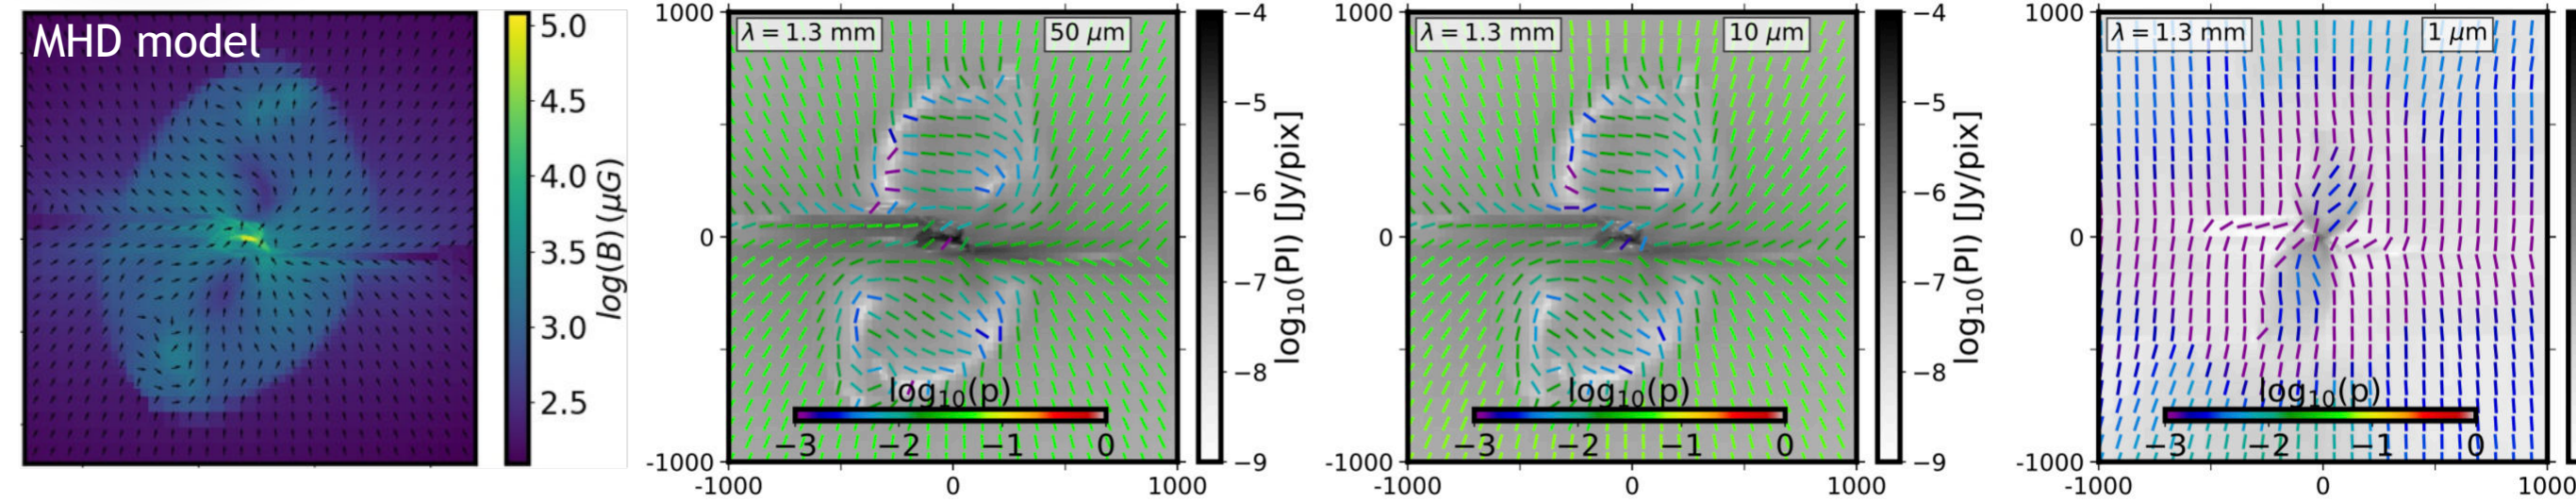 MHD model
5.0
4.5
4.0
3.5
3.0
2.5
log(B) (μG)
1000
0
-1000
λ = 1.3 mm
50 μm
log₁₀(p)
−3 −2 −1 0
-1000 0 1000
−4
−5
−6
−7
−8
−9
log₁₀(PI) [Jy/pix]
1000
0
-1000
λ = 1.3 mm
10 μm
log₁₀(p)
−3 −2 −1 0
-1000 0 1000
−4
−5
−6
−7
−8
−9
log₁₀(PI) [Jy/pix]
1000
0
-1000
λ = 1.3 mm
1 μm
log₁₀(p)
−3 −2 −1 0
-1000 0 1000